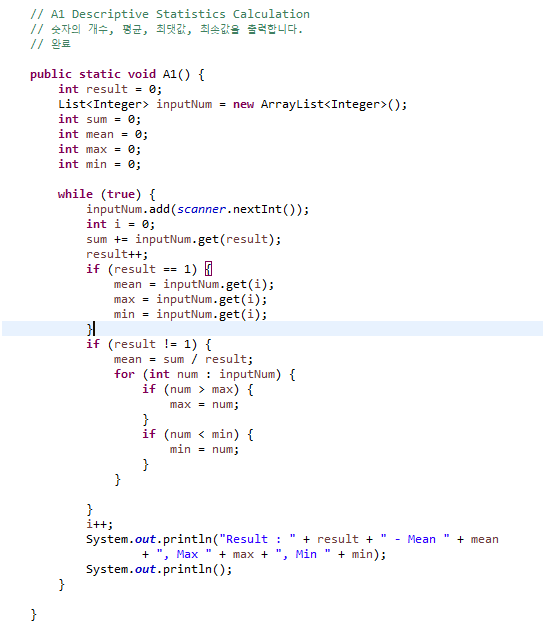 // A1 Descriptive Statistics Calculation
// 숫자의 개수, 평균, 최댓값, 최솟값을 출력합니다.
// 완료
public static void A1() {
int result = 0;
List<Integer> inputNum = new ArrayList<Integer>();
int sum = 0;
int mean = 0;
int max = 0;
int min = 0;
while (true) {
inputNum.add(scanner.nextInt());
int i = 0;
sum += inputNum.get(result);
result++;
if (result == 1) {
mean = inputNum.get(i);
max = inputNum.get(i);
min = inputNum.get(i);
}
if (result != 1) {
mean = sum / result;
for (int num : inputNum) {
if (num > max) {
max = num;
}
if (num < min) {
min = num;
}
}
}
i++;
System.out.println("Result : " + result + " - Mean " + mean
+ ", Max " + max + ", Min " + min);
System.out.println();
}
}